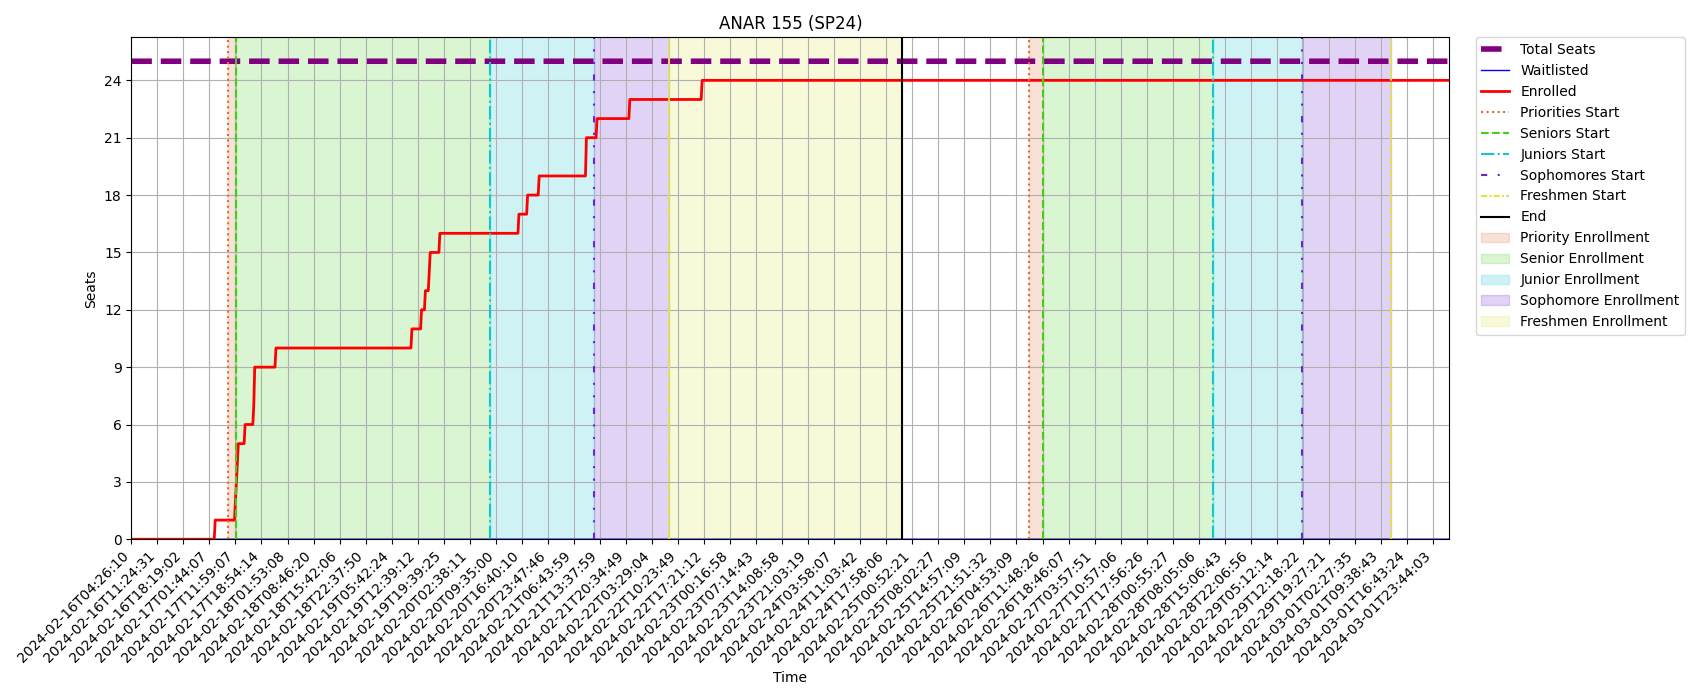 ANAR 155 (SP24)
Seats
24
21
18
15
12
9
6
3
0
2024-02-16T04:26:10
2024-02-16T11:24:31
2024-02-16T18:19:02
2024-02-17T01:44:07
2024-02-17T11:59:07
2024-02-17T18:54:14
2024-02-18T01:53:08
2024-02-18T08:46:20
2024-02-18T15:42:06
2024-02-18T22:37:50
2024-02-19T05:42:24
2024-02-19T12:39:12
2024-02-19T19:39:25
2024-02-20T02:38:11
2024-02-20T09:35:00
2024-02-20T16:40:10
2024-02-20T23:47:46
2024-02-21T06:43:59
2024-02-21T13:37:59
2024-02-21T20:34:49
2024-02-22T03:29:04
2024-02-22T10:23:49
2024-02-22T17:21:12
2024-02-23T00:16:58
2024-02-23T07:14:43
2024-02-23T14:08:58
2024-02-23T21:03:19
2024-02-24T03:58:07
2024-02-24T11:03:42
2024-02-24T17:58:06
2024-02-25T00:52:21
2024-02-25T08:02:27
2024-02-25T14:57:09
2024-02-25T21:51:32
2024-02-26T04:53:09
2024-02-26T11:48:26
2024-02-26T18:46:07
2024-02-27T03:57:51
2024-02-27T10:57:06
2024-02-27T17:56:26
2024-02-28T00:55:27
2024-02-28T08:05:06
2024-02-28T15:06:43
2024-02-28T22:06:56
2024-02-29T05:12:14
2024-02-29T12:18:22
2024-02-29T19:27:21
2024-03-01T02:27:35
2024-03-01T09:38:43
2024-03-01T16:43:24
2024-03-01T23:44:03
Time
Total Seats
Waitlisted
Enrolled
Priorities Start
Seniors Start
Juniors Start
Sophomores Start
Freshmen Start
End
Priority Enrollment
Senior Enrollment
Junior Enrollment
Sophomore Enrollment
Freshmen Enrollment